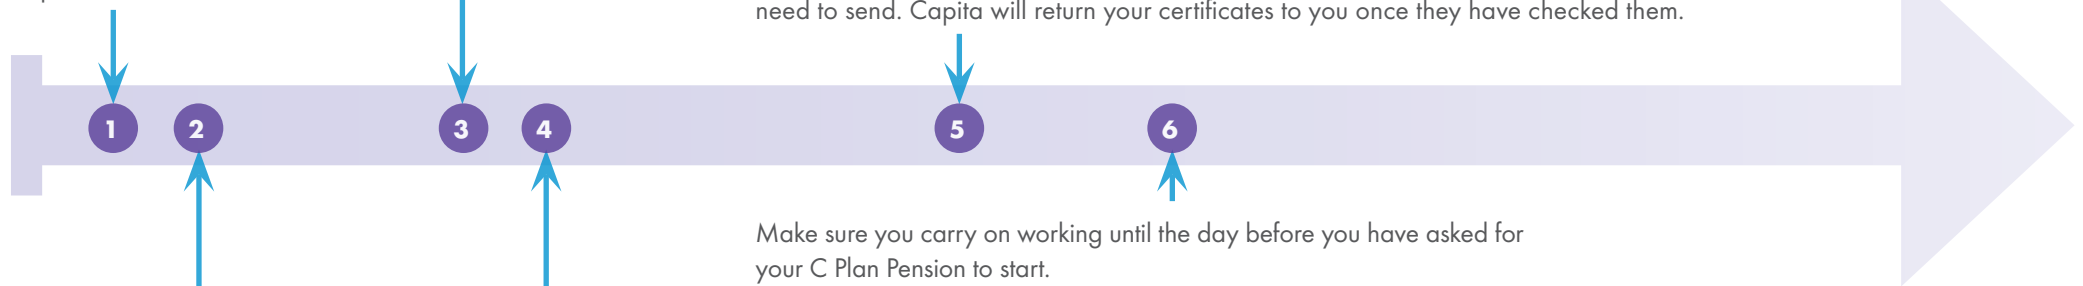 need to send. Capita will return your certificates to you once they have checked them.
1 2 3 4 5 6
Make sure you carry on working until the day before you have asked for
your C Plan Pension to start.